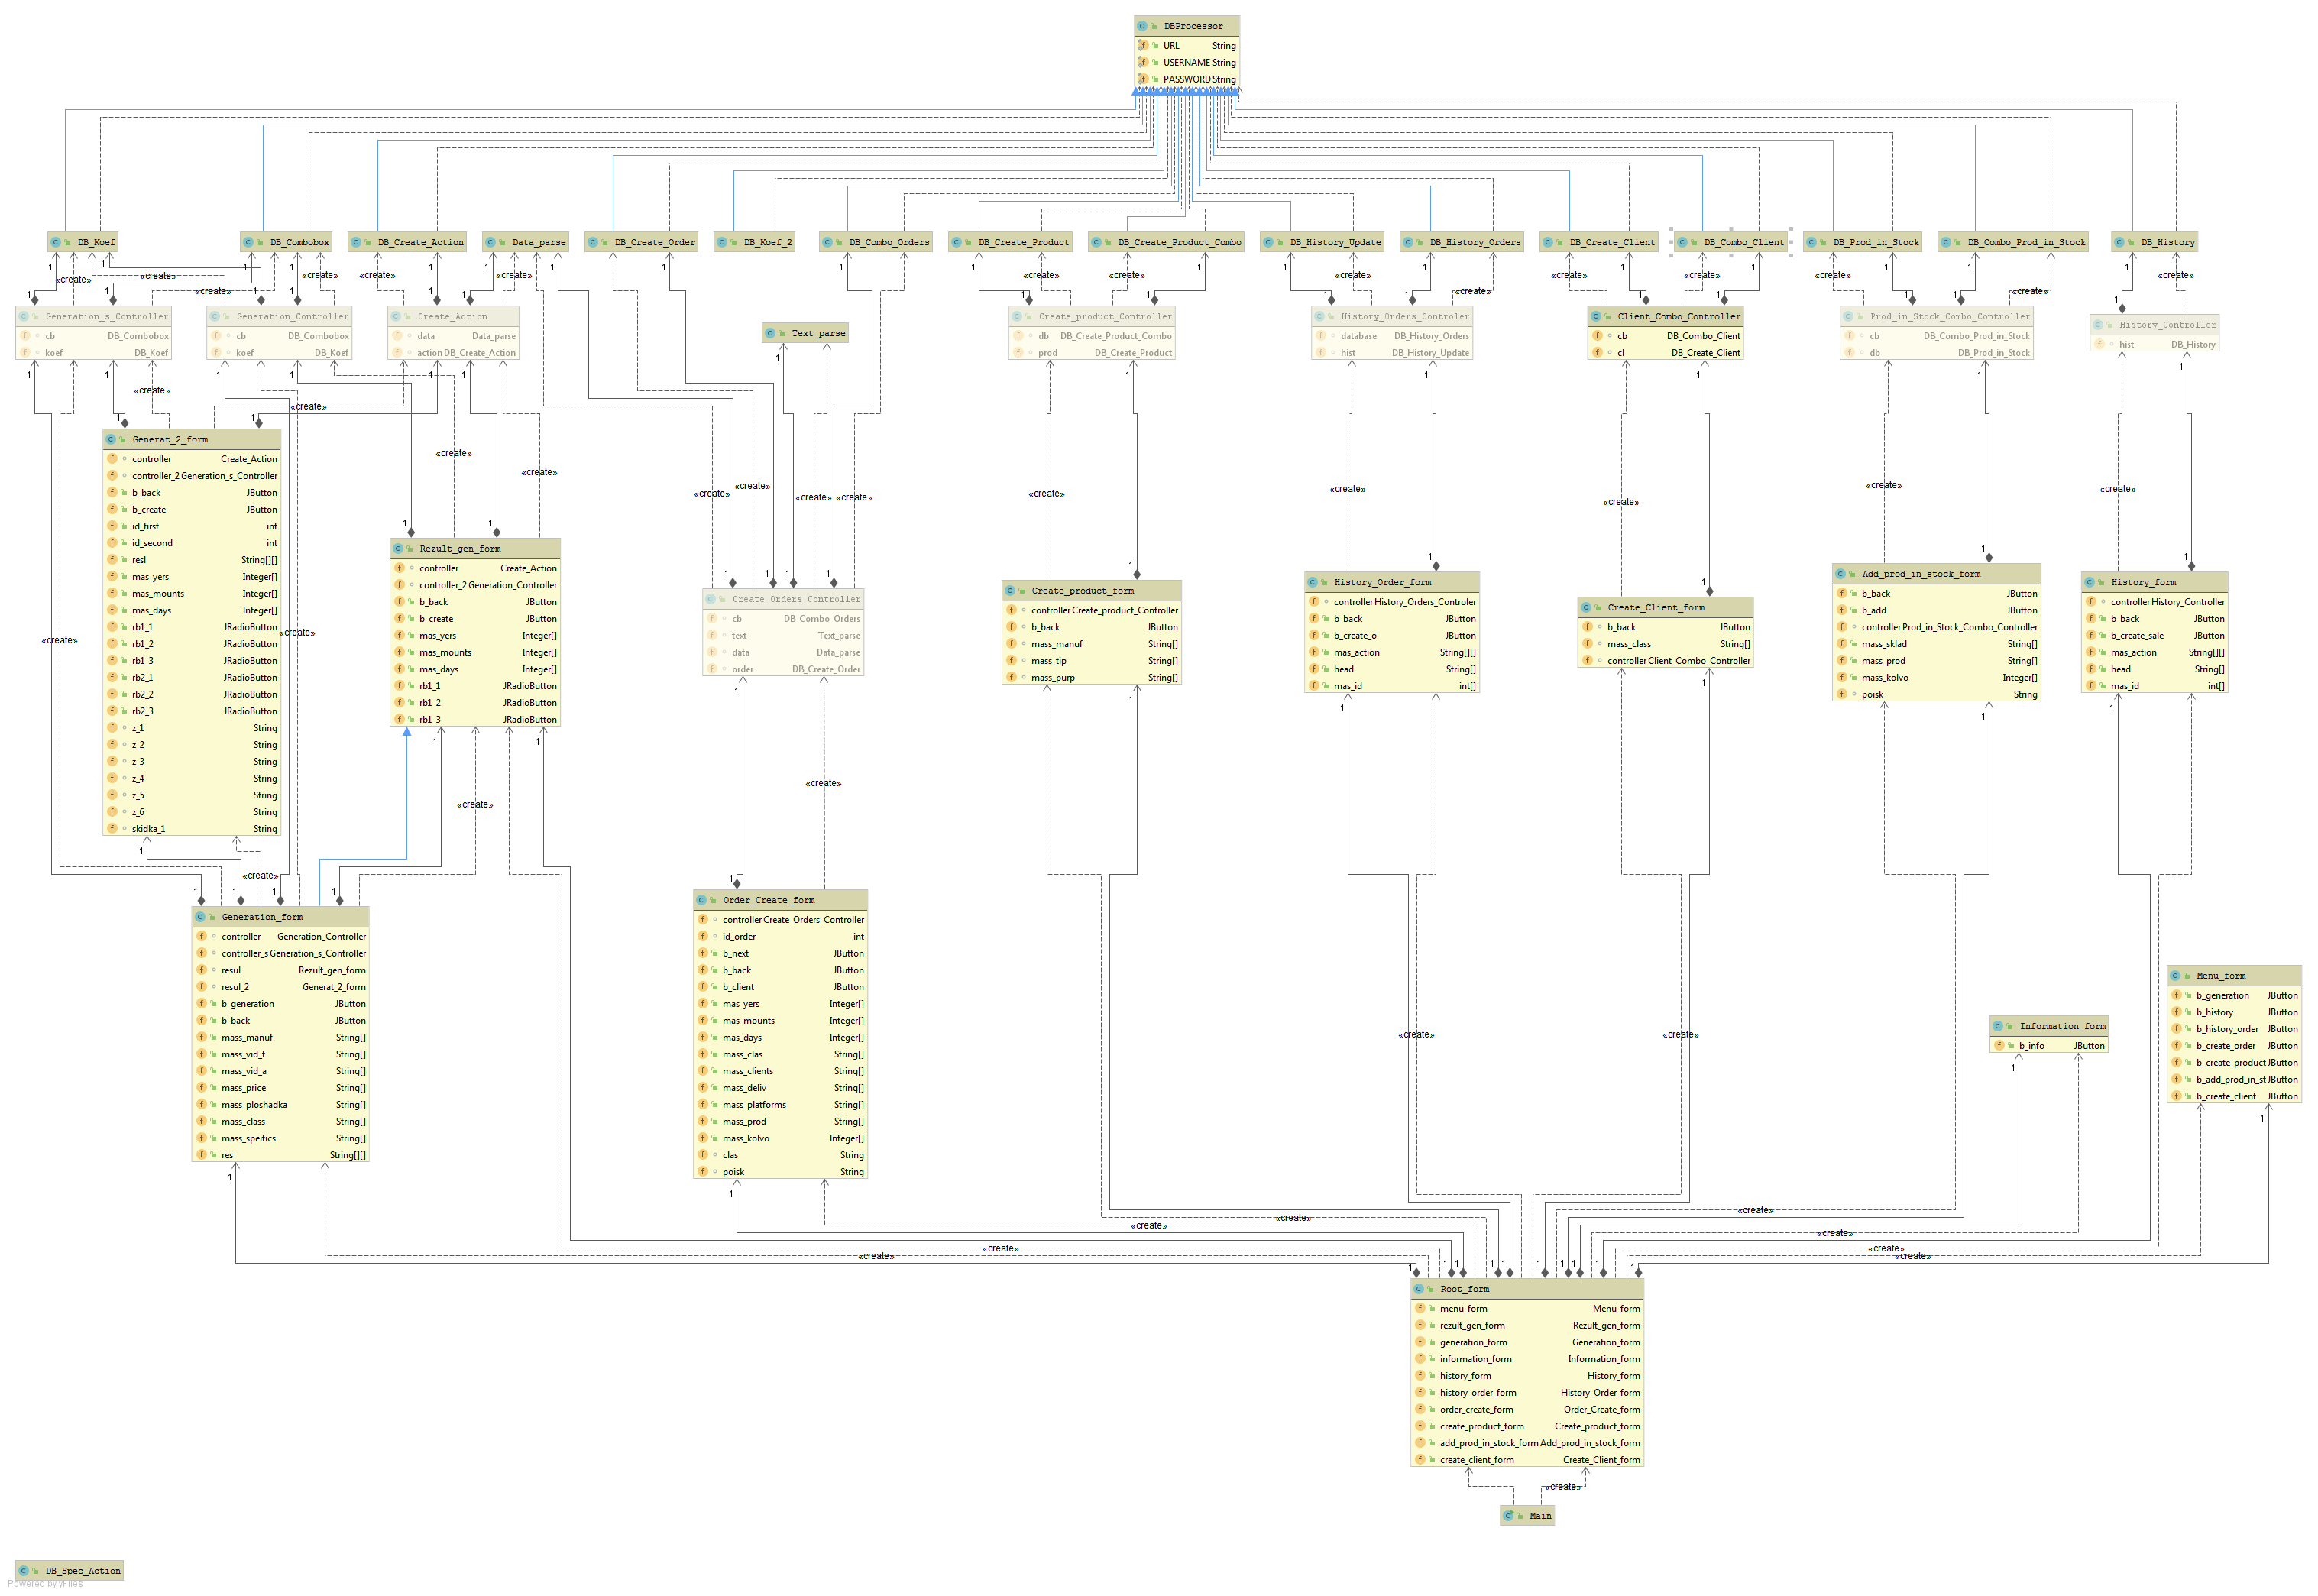 DBProcessor
URL String
USERNAME String
PASSWORD String
DB_Koef
DB_Combobox
DB_Create_Action
Data_parse
DB_Create_Order
DB_Koef_2
DB_Combo_Orders
DB_Create_Product
DB_Create_Product_Combo
DB_History_Update
DB_History_Orders
DB_Create_Client
DB_Combo_Client
DB_Prod_in_Stock
DB_Combo_Prod_in_Stock
DB_History
Generation_s_Controller
cb DB_Combobox
koef DB_Koef
Generation_Controller
cb DB_Combobox
koef DB_Koef
Create_Action
data Data_parse
action DB_Create_Action
Text_parse
Create_product_Controller
db DB_Create_Product_Combo
prod DB_Create_Product
History_Orders_Controler
database DB_History_Orders
hist DB_History_Update
Client_Combo_Controller
cb DB_Combo_Client
cl DB_Create_Client
Prod_in_Stock_Combo_Controller
cb DB_Combo_Prod_in_Stock
db DB_Prod_in_Stock
History_Controller
hist DB_History
Generat_2_form
controller Create_Action
controller_2 Generation_s_Controller
b_back JButton
b_create JButton
id_first int
id_second int
resl String[][]
mas_yers Integer[]
mas_mounts Integer[]
mas_days Integer[]
rb1_1 JRadioButton
rb1_2 JRadioButton
rb1_3 JRadioButton
rb2_1 JRadioButton
rb2_2 JRadioButton
rb2_3 JRadioButton
z_1 String
z_2 String
z_3 String
z_4 String
z_5 String
z_6 String
skidka_1 String
Rezult_gen_form
controller Create_Action
controller_2 Generation_Controller
b_back JButton
b_create JButton
mas_yers Integer[]
mas_mounts Integer[]
mas_days Integer[]
rb1_1 JRadioButton
rb1_2 JRadioButton
rb1_3 JRadioButton
Create_Orders_Controller
cb DB_Combo_Orders
text Text_parse
data Data_parse
order DB_Create_Order
Create_product_form
controller Create_product_Controller
b_back JButton
mass_manuf String[]
mass_tip String[]
mass_purp String[]
History_Order_form
controller History_Orders_Controler
b_back JButton
b_create_o JButton
mas_action String[][]
head String[]
mas_id int[]
Create_Client_form
b_back JButton
mass_class String[]
controller Client_Combo_Controller
Add_prod_in_stock_form
b_back JButton
b_add JButton
controller Prod_in_Stock_Combo_Controller
mass_sklad String[]
mass_prod String[]
mass_kolvo Integer[]
poisk String
History_form
controller History_Controller
b_back JButton
b_create_sale JButton
mas_action String[][]
head String[]
mas_id int[]
Generation_form
controller Generation_Controller
controller_s Generation_s_Controller
resul Rezult_gen_form
resul_2 Generat_2_form
b_generation JButton
b_back JButton
mass_manuf String[]
mass_vid_t String[]
mass_vid_a String[]
mass_price String[]
mass_ploshadka String[]
mass_class String[]
mass_speifics String[]
res String[][]
Order_Create_form
controller Create_Orders_Controller
id_order int
b_next JButton
b_back JButton
b_client JButton
mas_yers Integer[]
mas_mounts Integer[]
mas_days Integer[]
mass_clas String[]
mass_clients String[]
mass_deliv String[]
mass_platforms String[]
mass_prod String[]
mass_kolvo Integer[]
clas String
poisk String
Information_form
b_info JButton
Menu_form
b_generation JButton
b_history JButton
b_history_order JButton
b_create_order JButton
b_create_product JButton
b_add_prod_in_st JButton
b_create_client JButton
Root_form
menu_form Menu_form
rezult_gen_form Rezult_gen_form
generation_form Generation_form
information_form Information_form
history_form History_form
history_order_form History_Order_form
order_create_form Order_Create_form
create_product_form Create_product_form
add_prod_in_stock_form Add_prod_in_stock_form
create_client_form Create_Client_form
«create»
Main
DB_Spec_Action
Powered by yFiles